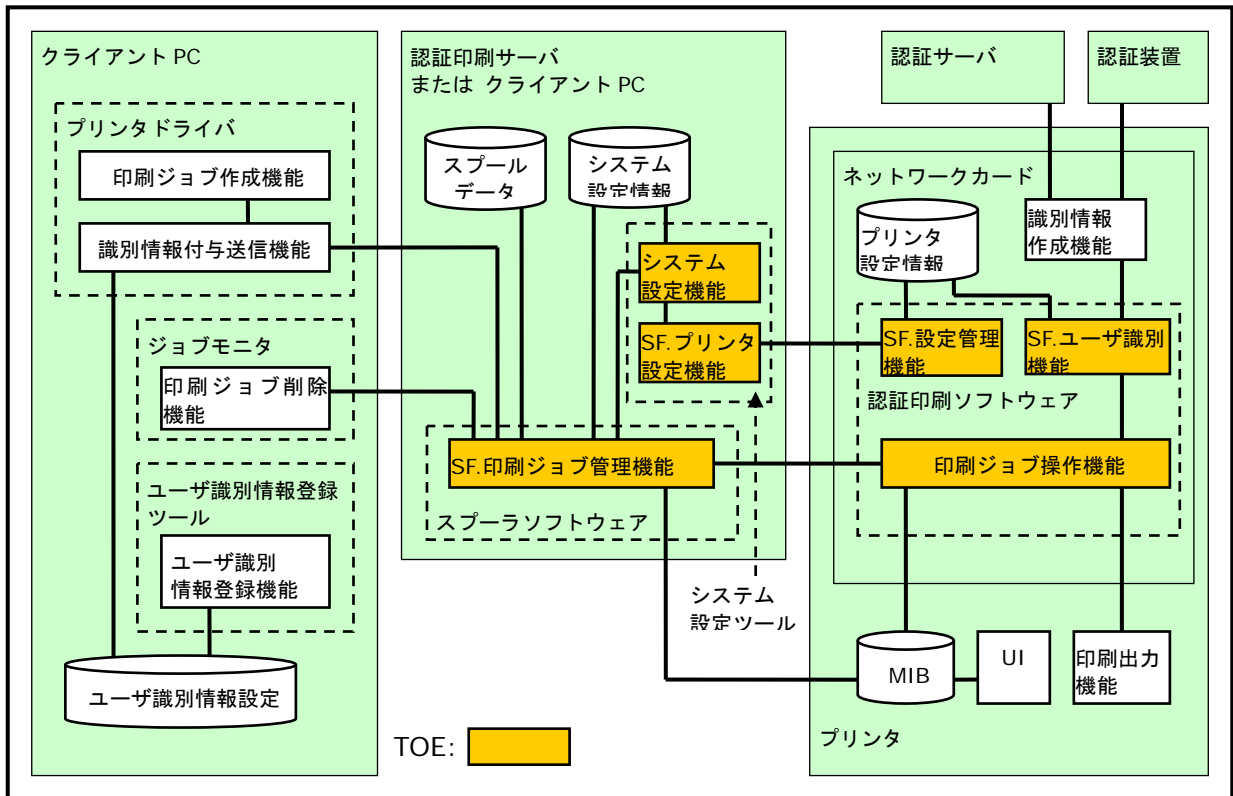 クライアント PC
プリンタドライバ
印刷ジョブ作成機能
識別情報付与送信機能
ジョブモニタ
印刷ジョブ削除
機能
ユーザ識別情報登録
ツール
ユーザ識別
情報登録機能
ユーザ識別情報設定
認証印刷サーバ
または クライアント PC
スプール
データ
システム
設定情報
システム
設定機能
SF.プリンタ
設定機能
SF.印刷ジョブ管理機能
スプーラソフトウェア
システム
設定ツール
TOE:
認証サーバ
認証装置
ネットワークカード
プリンタ
設定情報
識別情報
作成機能
SF.設定管理
機能
SF.ユーザ識別
機能
認証印刷ソフトウェア
印刷ジョブ操作機能
MIB
UI
印刷出力
機能
プリンタ